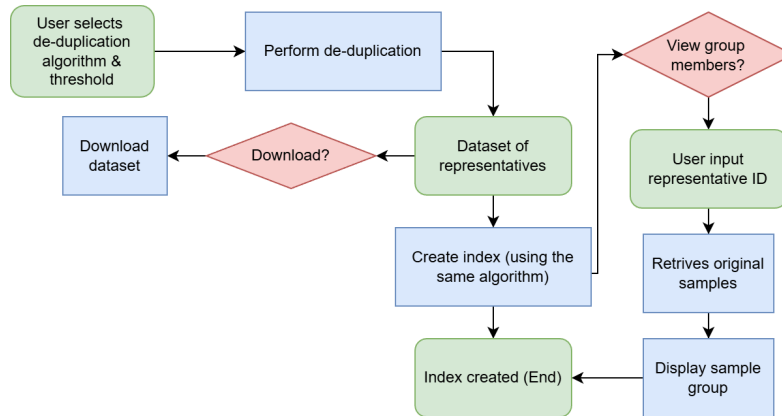 User selects
de-duplication
algorithm &
threshold
Perform de-duplication
View group
members?
Download
dataset
Download?
Dataset of
representatives
User input
representative ID
Create index (using the
same algorithm)
Retrives original
samples
Index created (End)
Display sample
group